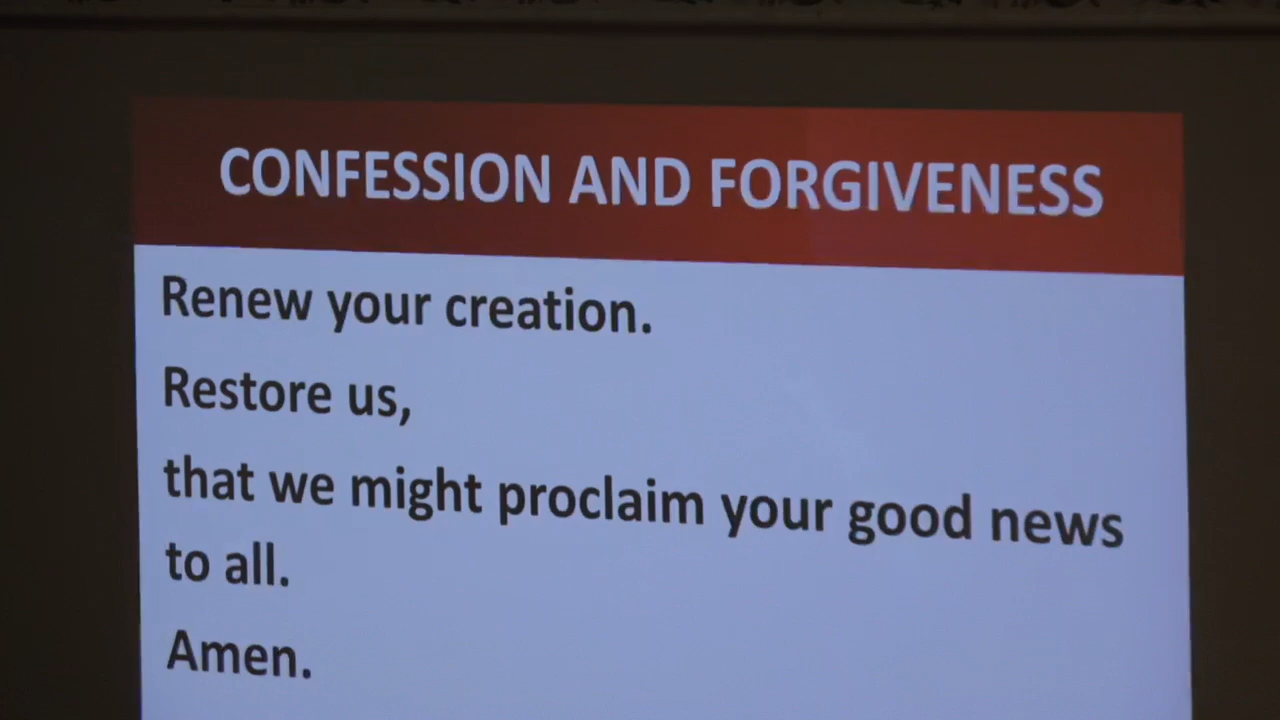 CONFESSION AND FORGIVENESS
Renew your creation.
Restore us,
that we might proclaim your good news
to all.
Amen.